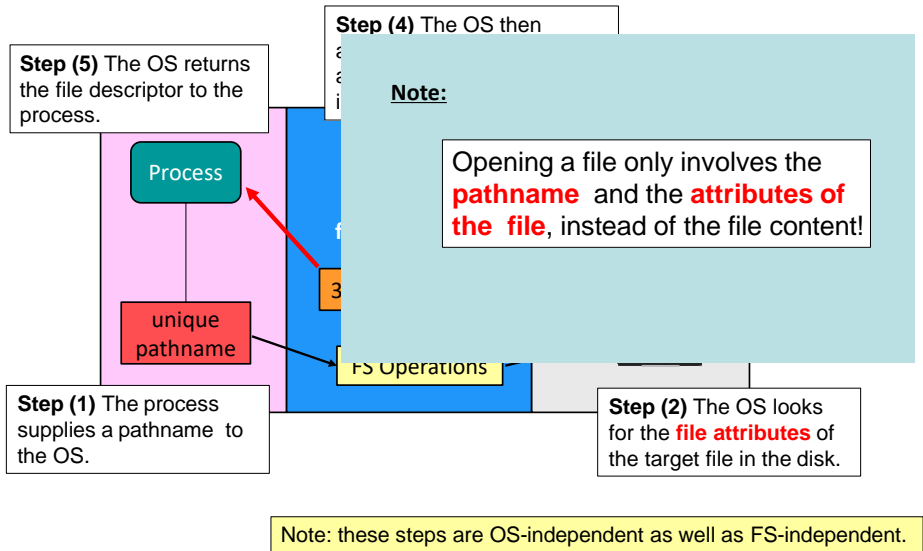 Step (4) The OS then
a
a
i
Step (5) The OS returns
the file descriptor to the
process.
Note:
Opening a file only involves the
pathname and the attributes of
the file, instead of the file content!
Process
f
3
unique
pathname
FS Operations
Step (1) The process
supplies a pathname to
the OS.
Step (2) The OS looks
for the file attributes of
the target file in the disk.
Note: these steps are OS-independent as well as FS-independent.